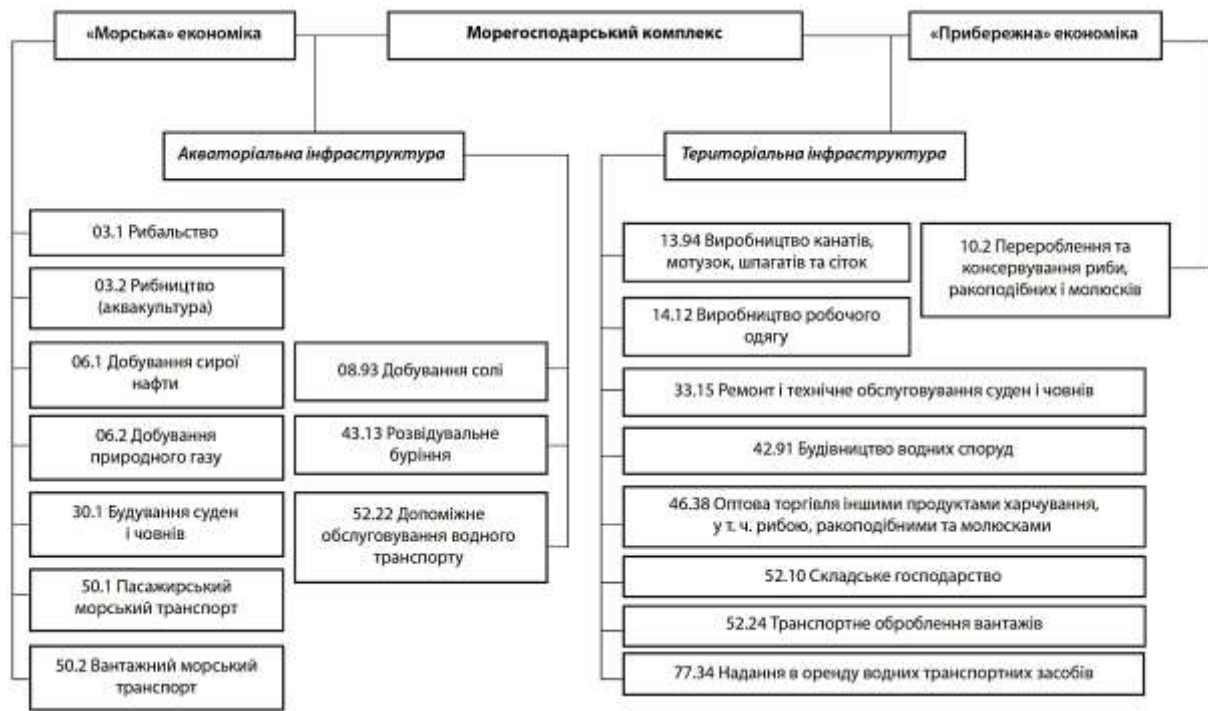 «Морська» економіка
Морегосподарський комплекс
«Прибережна» економіка
Акваторіальна інфраструктура
Територіальна інфраструктура
03.1 Рибальство
03.2 Рибництво
(аквакультура)
06.1 Добування сирої
нафти
06.2 Добування
природного газу
30.1 Будування суден
і човнів
50.1 Пасажирський
морський транспорт
50.2 Вантажний морський
транспорт
08.93 Добування солі
43.13 Розвідувальне
буріння
52.22 Допоміжне
обслуговування водного
транспорту
13.94 Виробництво канатів,
мотузок, шпагатів та сіток
14.12 Виробництво робочого
одягу
33.15 Ремонт і технічне обслуговування суден і човнів
42.91 Будівництво водних споруд
46.38 Оптова торгівля іншими продуктами харчування,
у т. ч. рибою, ракоподібними та молюсками
52.10 Складське господарство
52.24 Транспортне оброблення вантажів
77.34 Надання в оренду водних транспортних засобів
10.2 Перероблення та
консервування риби,
ракоподібних і молюсків